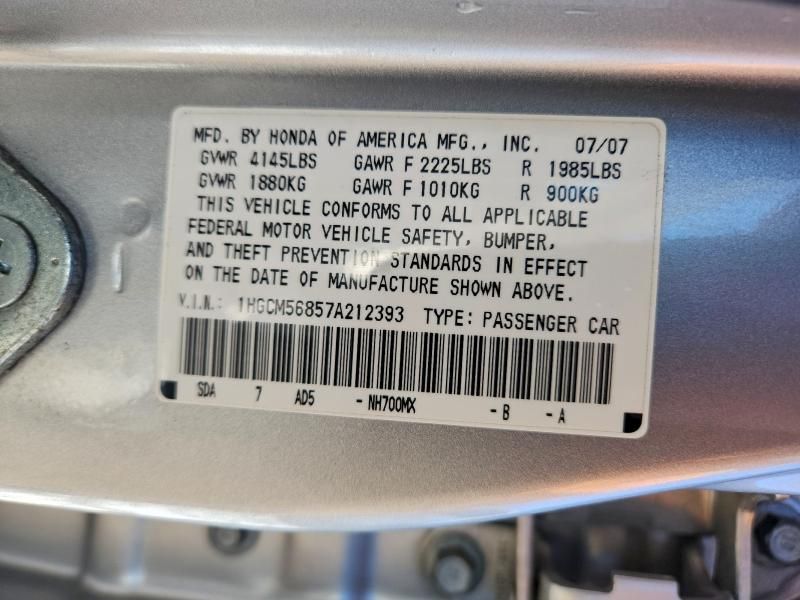 MFD. BY HONDA OF AMERICA MFG., INC. 07/07
GVWR 4145LBS GAWR F 2225LBS R 1985LBS
GVWR 1880KG GAWR F 1010KG R 900KG
THIS VEHICLE CONFORMS TO ALL APPLICABLE
FEDERAL MOTOR VEHICLE SAFETY, BUMPER,
AND THEFT PREVENTION STANDARDS IN EFFECT
ON THE DATE OF MANUFACTURE SHOWN ABOVE.
V.I.N.: 1HGCM56857A212393 TYPE: PASSENGER CAR
SDA 7 AD5 -NH700MX -B -A